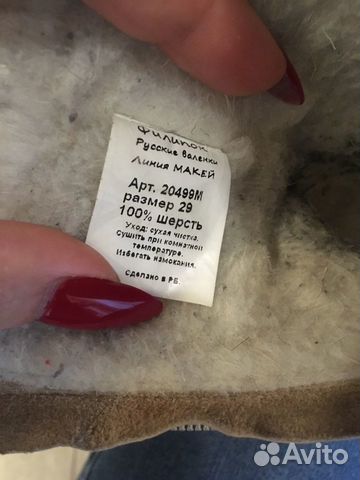 Филипок
Русские валенки
Линия МАКЕЙ
Арт. 20499М
размер 29
100% шерсть
Уход: сухая чистка.
Сушить при комнатной
температуре.
Избегать намокания.
Сделано в РБ.
Avito